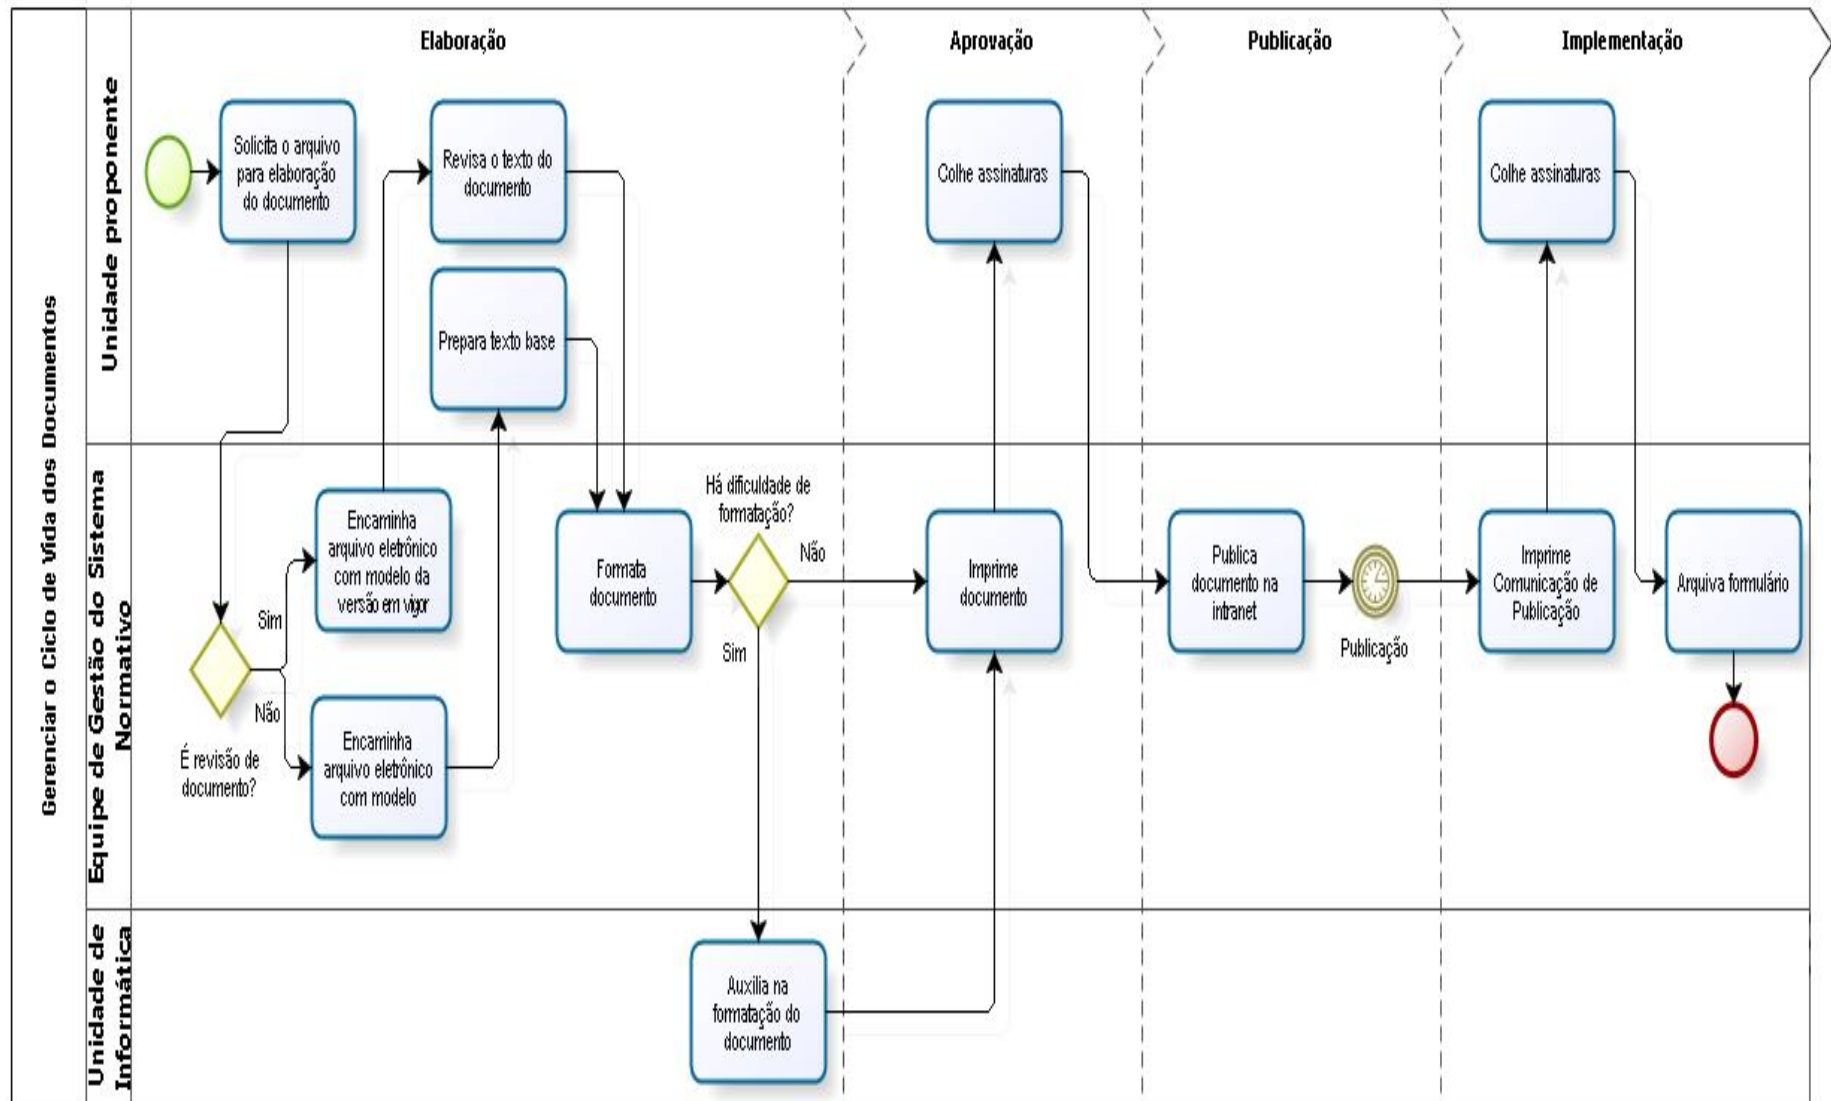 Gerenciar o Ciclo de Vida dos Documentos
Elaboração
Aprovação
Publicação
Implementação
Unidade proponente
Solicita o arquivo
para elaboração
do documento
Revisa o texto do
documento
Prepara texto base
Colhe assinaturas
Colhe assinaturas
Equipe de Gestão do Sistema
Normativo
É revisão de
documento?
Sim
Não
Encaminha
arquivo eletrônico
com modelo da
versão em vigor
Encaminha
arquivo eletrônico
com modelo
Formata
documento
Há dificuldade de
formatação?
Não
Sim
Imprime
documento
Publica
documento na
intranet
Publicação
Imprime
Comunicação de
Publicação
Arquiva formulário
Unidade de
Informática
Auxilia na
formatação do
documento